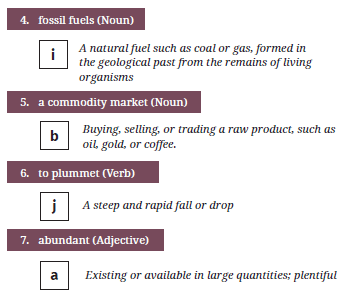 4. fossil fuels (Noun)
i
A natural fuel such as coal or gas, formed in
the geological past from the remains of living
organisms
5. a commodity market (Noun)
b
Buying, selling, or trading a raw product, such as
oil, gold, or coffee.
6. to plummet (Verb)
j
A steep and rapid fall or drop
7. abundant (Adjective)
a
Existing or available in large quantities; plentiful